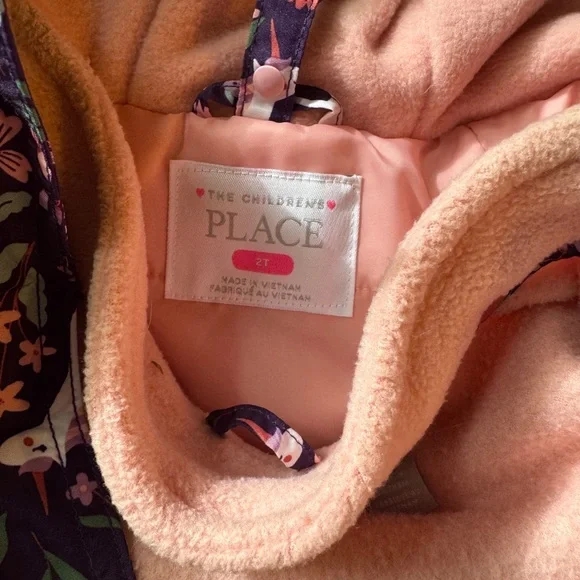 THE CHILDREN'S
PLACE
2T
MADE IN VIETNAM
FABRIQUÉ AU VIETNAM